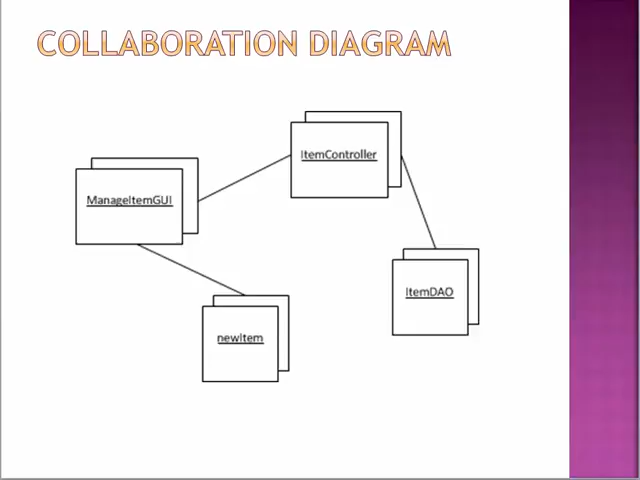 COLLABORATION DIAGRAM
ItemController
ManageItemGUI
ItemDAO
newItem